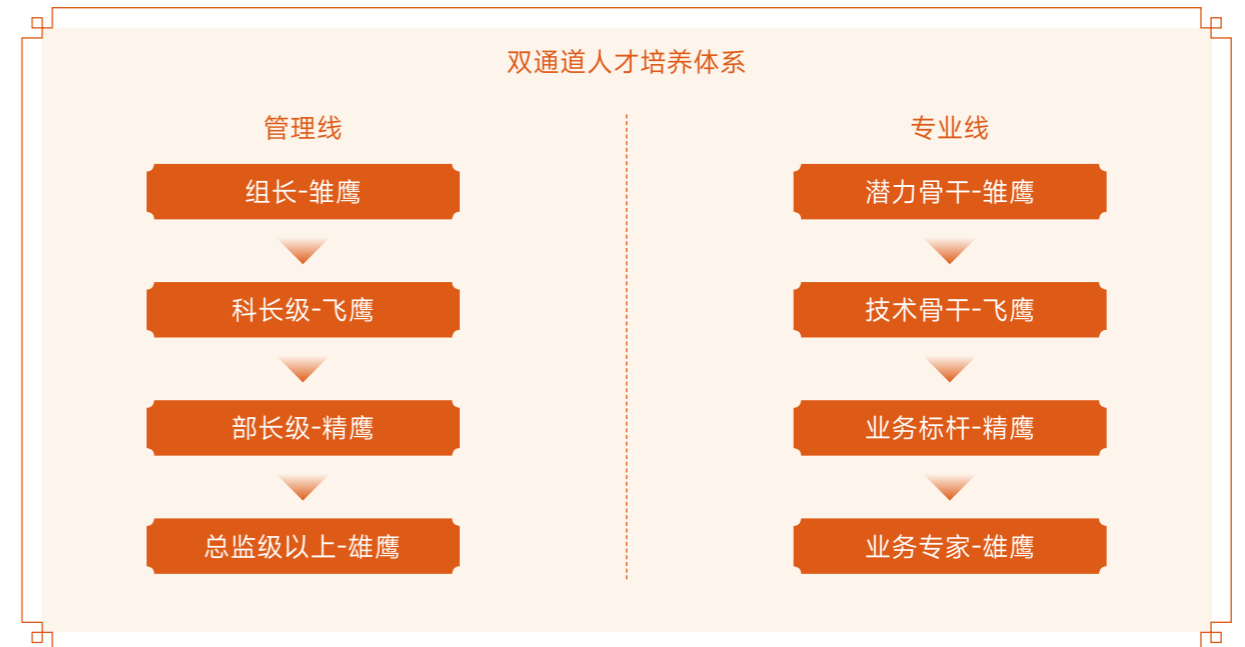 双通道人才培养体系
管理线
组长-雏鹰
科长级-飞鹰
部长级-精鹰
总监级以上-雄鹰
专业线
潜力骨干-雏鹰
技术骨干-飞鹰
业务标杆-精鹰
业务专家-雄鹰